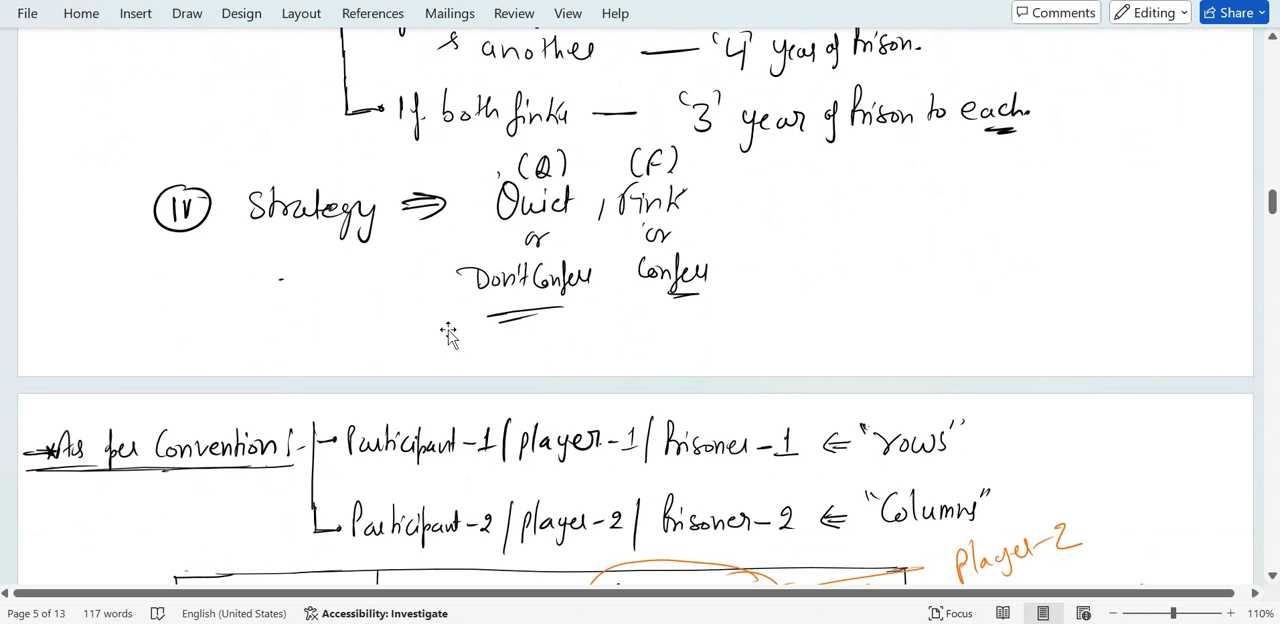 File Home Insert Draw Design Layout References Mailings Review View Help Comments Editing Share
& another — '4' year of Prison.
If both finks — '3' year of Prison to each.
(Q) (F)
IV Strategy ⇒ Quiet, Fink
or or
Don't Confess Confess
→As per Convention:- Participant-1/player-1/Prisoner-1 ⇐ "rows"
Participant-2/player-2/Prisoner-2 ⇐ "Columns"
player-2
Page 5 of 13 117 words English (United States) Accessibility: Investigate Focus 110%